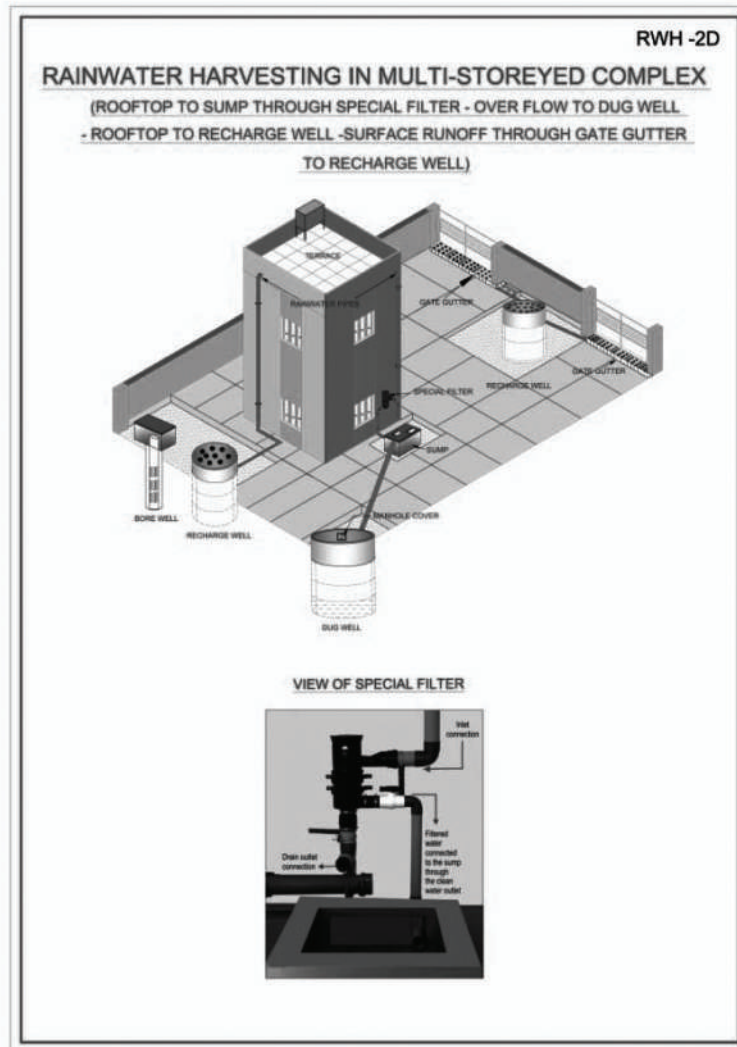 RWH -2D
RAINWATER HARVESTING IN MULTI-STOREYED COMPLEX
(ROOFTOP TO SUMP THROUGH SPECIAL FILTER - OVER FLOW TO DUG WELL
- ROOFTOP TO RECHARGE WELL -SURFACE RUNOFF THROUGH GATE GUTTER
TO RECHARGE WELL)
TERRACE
RAINWATER PIPES
GATE GUTTER
RECHARGE WELL
GATE GUTTER
SPECIAL FILTER
SUMP
MANHOLE COVER
BORE WELL
RECHARGE WELL
DUG WELL
VIEW OF SPECIAL FILTER
Inlet
connection
Drain outlet
connection
Filtered
water
connected
to the sump
through
the clean
water outlet